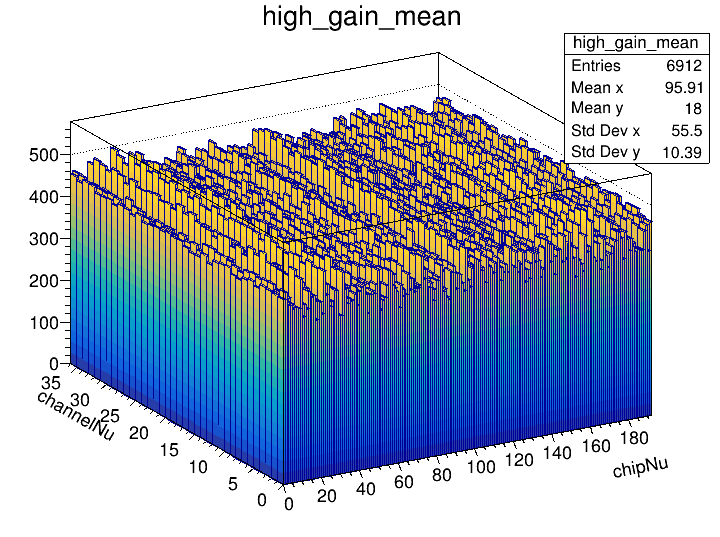 high_gain_mean
high_gain_mean
Entries 6912
Mean x 95.91
Mean y 18
Std Dev x 55.5
Std Dev y 10.39
500
400
300
200
100
0
35
30
25
20
15
10
5
0
channelNu
0
20
40
60
80
100
120
140
160
180
chipNu